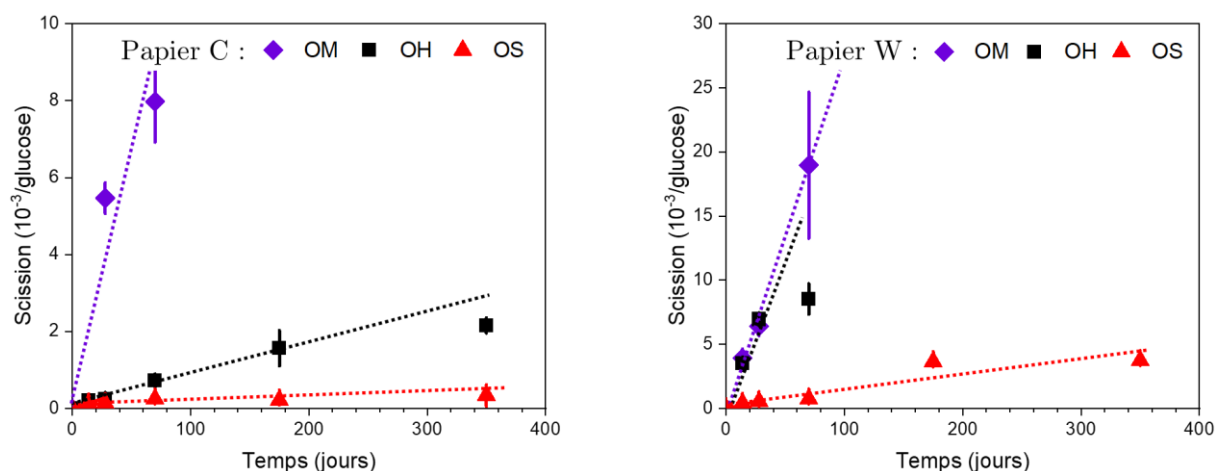 Papier C : OM OH OS
10
8
6
4
2
0
Scission (10⁻³/glucose)
0 100 200 300 400
Temps (jours)
Papier W : OM OH OS
30
25
20
15
10
5
0
Scission (10⁻³/glucose)
0 100 200 300 400
Temps (jours)